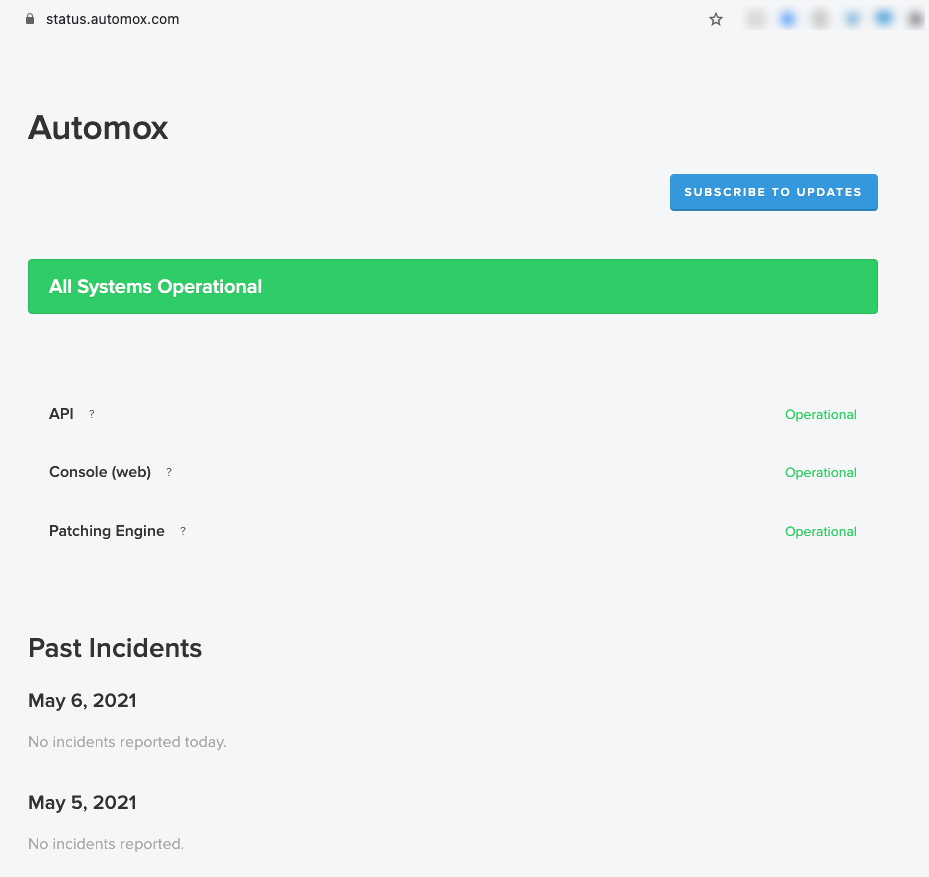 status.automox.com
Automox
SUBSCRIBE TO UPDATES
All Systems Operational
API ? Operational
Console (web) ? Operational
Patching Engine ? Operational
Past Incidents
May 6, 2021
No incidents reported today.
May 5, 2021
No incidents reported.